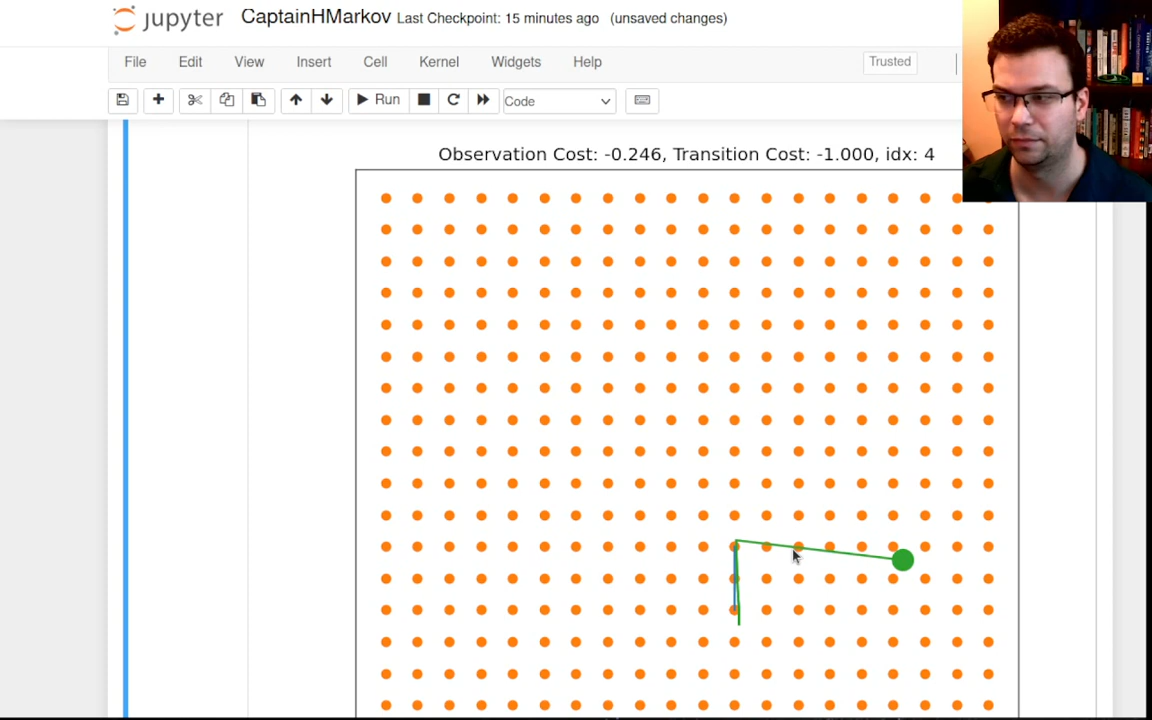 jupyter CaptainHMarkov Last Checkpoint: 15 minutes ago (unsaved changes)
File Edit View Insert Cell Kernel Widgets Help Trusted
Run Code
Observation Cost: -0.246, Transition Cost: -1.000, idx: 4